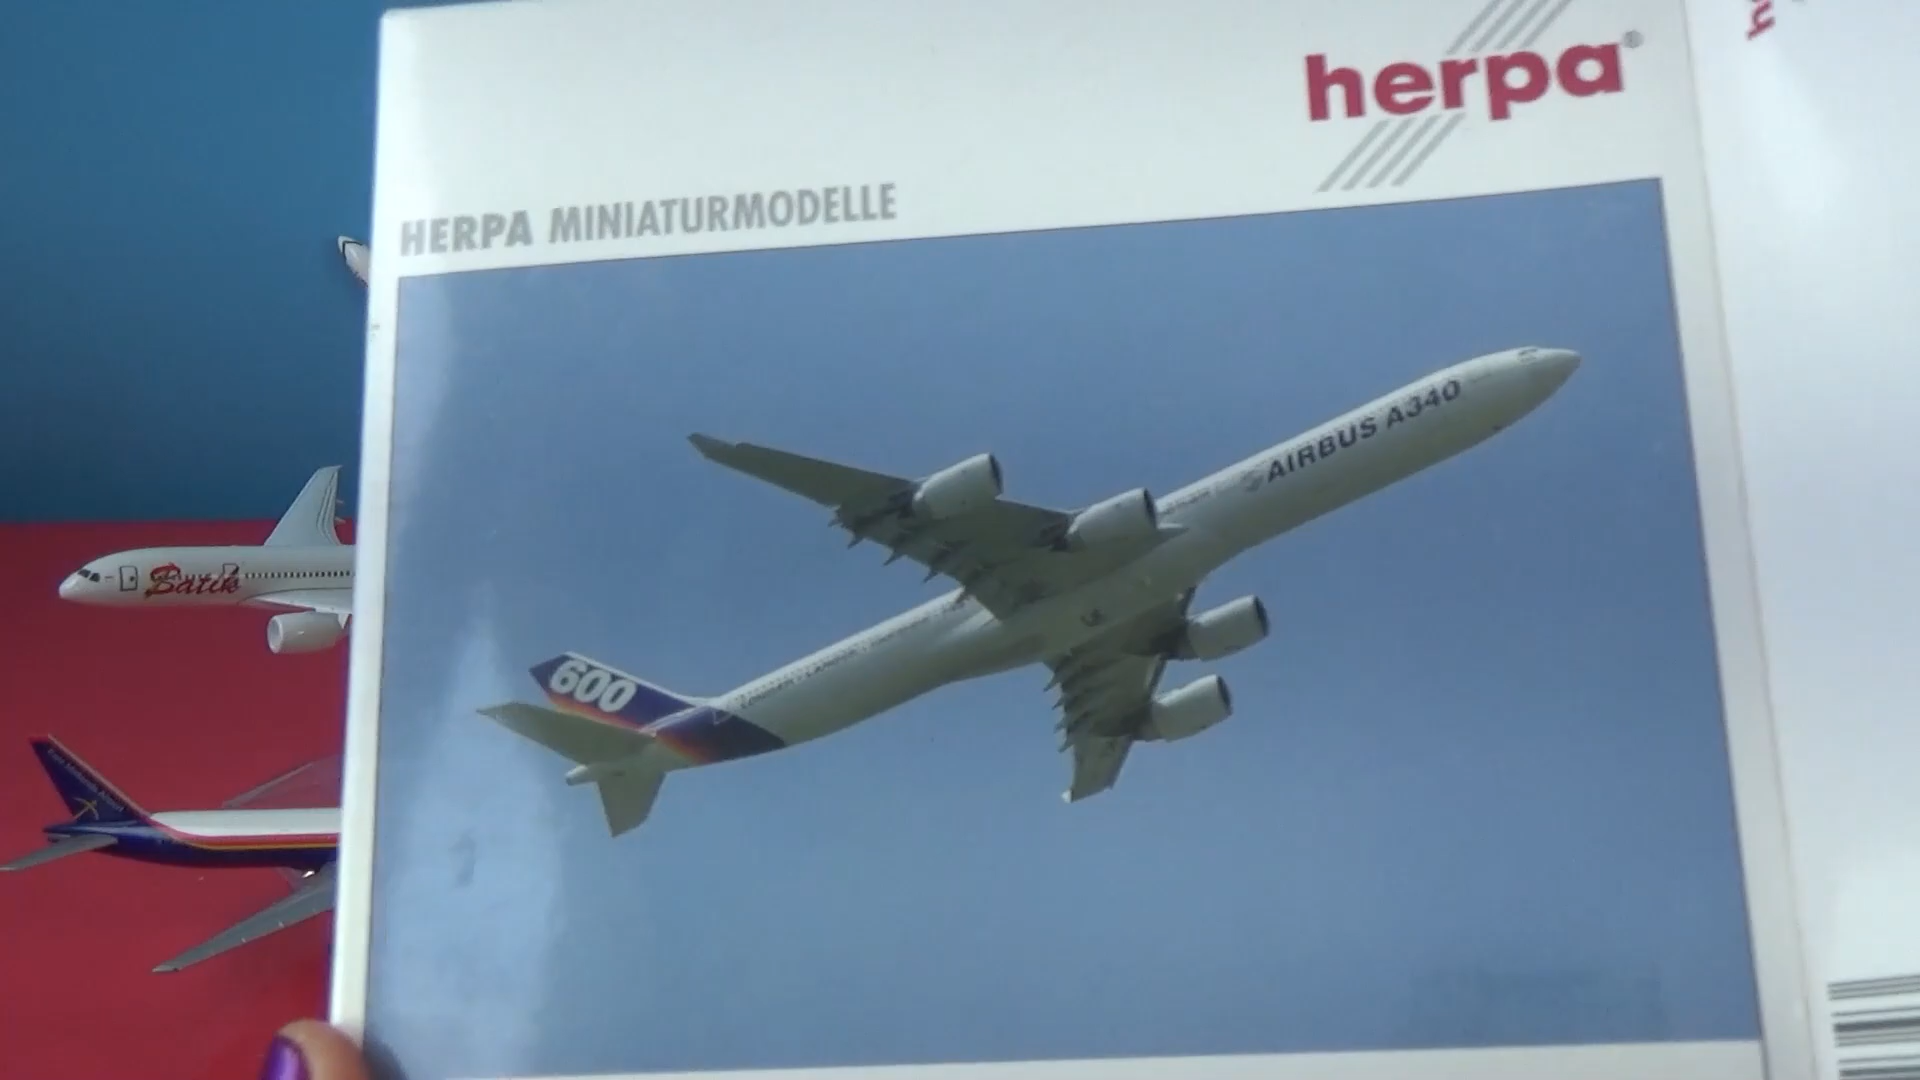 herpa®
HERPA MINIATURMODELLE
AIRBUS A340
600
Batik